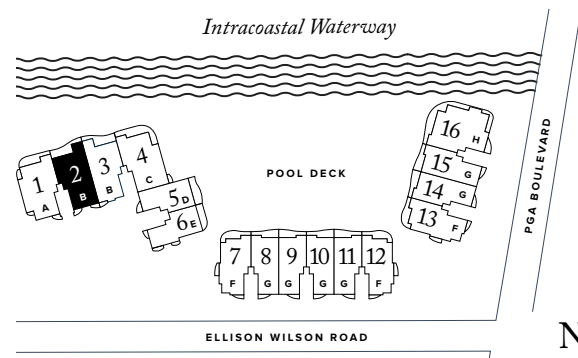 Intracoastal Waterway
1 A
2 B
3 B
4 C
5 D
6 E
POOL DECK
16 H
15 G
14 G
13 F
PGA BOULEVARD
7 F
8 G
9 G
10 G
11 G
12 F
ELLISON WILSON ROAD
N